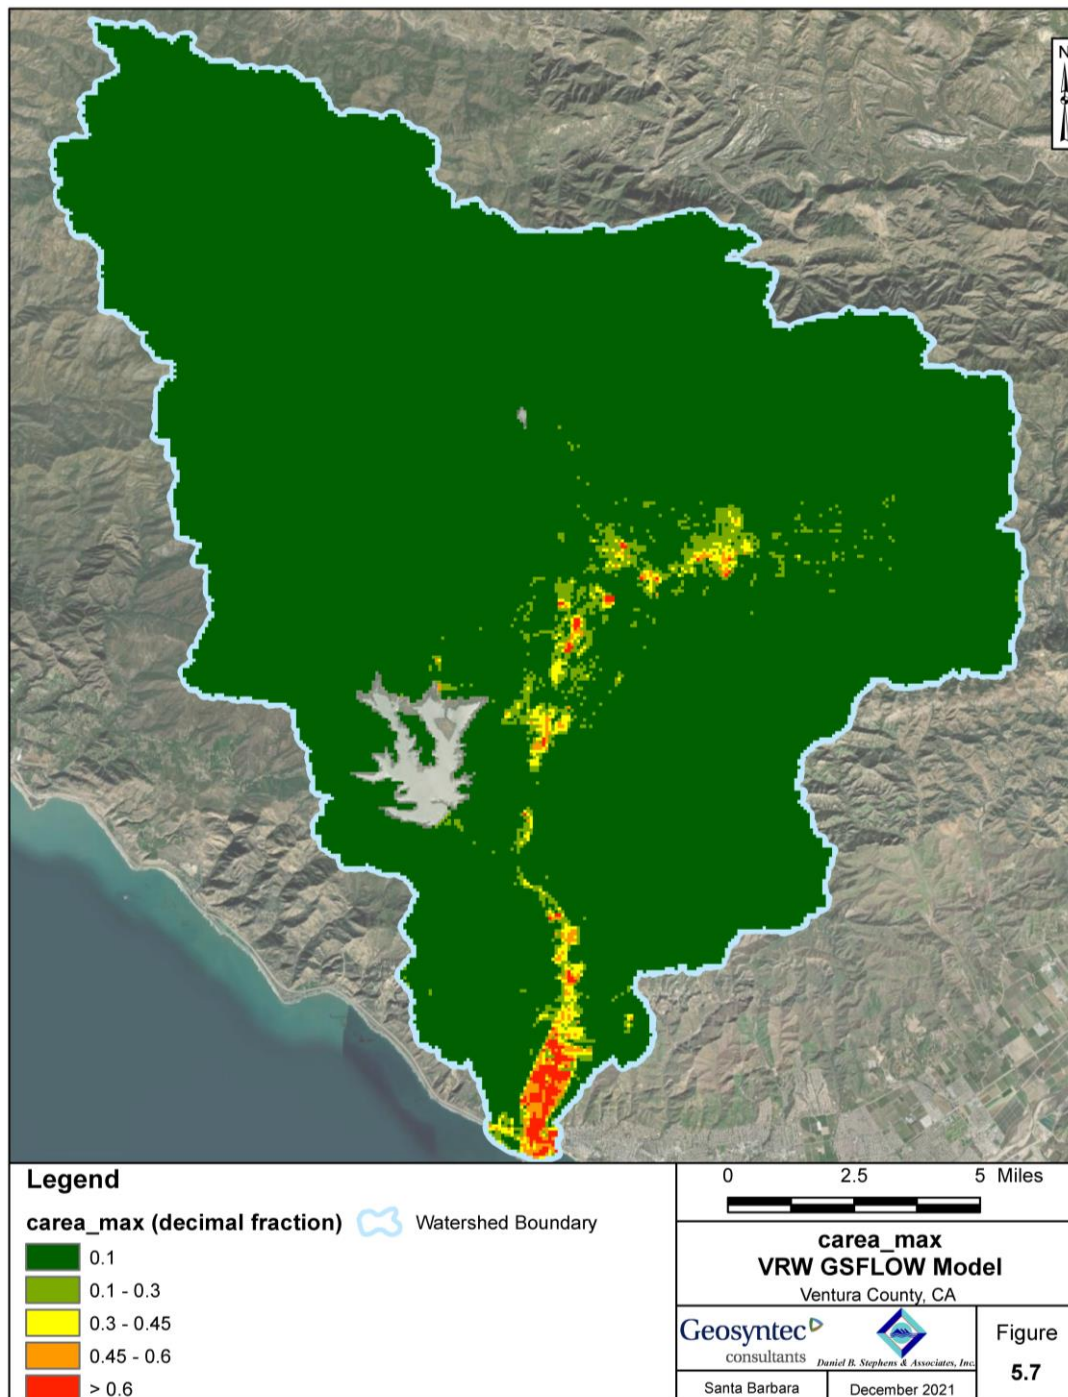 N
Legend
carea_max (decimal fraction)
Watershed Boundary
0.1
0.1 - 0.3
0.3 - 0.45
0.45 - 0.6
> 0.6
0 2.5 5 Miles
carea_max
VRW GSFLOW Model
Ventura County, CA
Geosyntec
consultants
Daniel B. Stephens & Associates, Inc.
Santa Barbara
December 2021
Figure
5.7